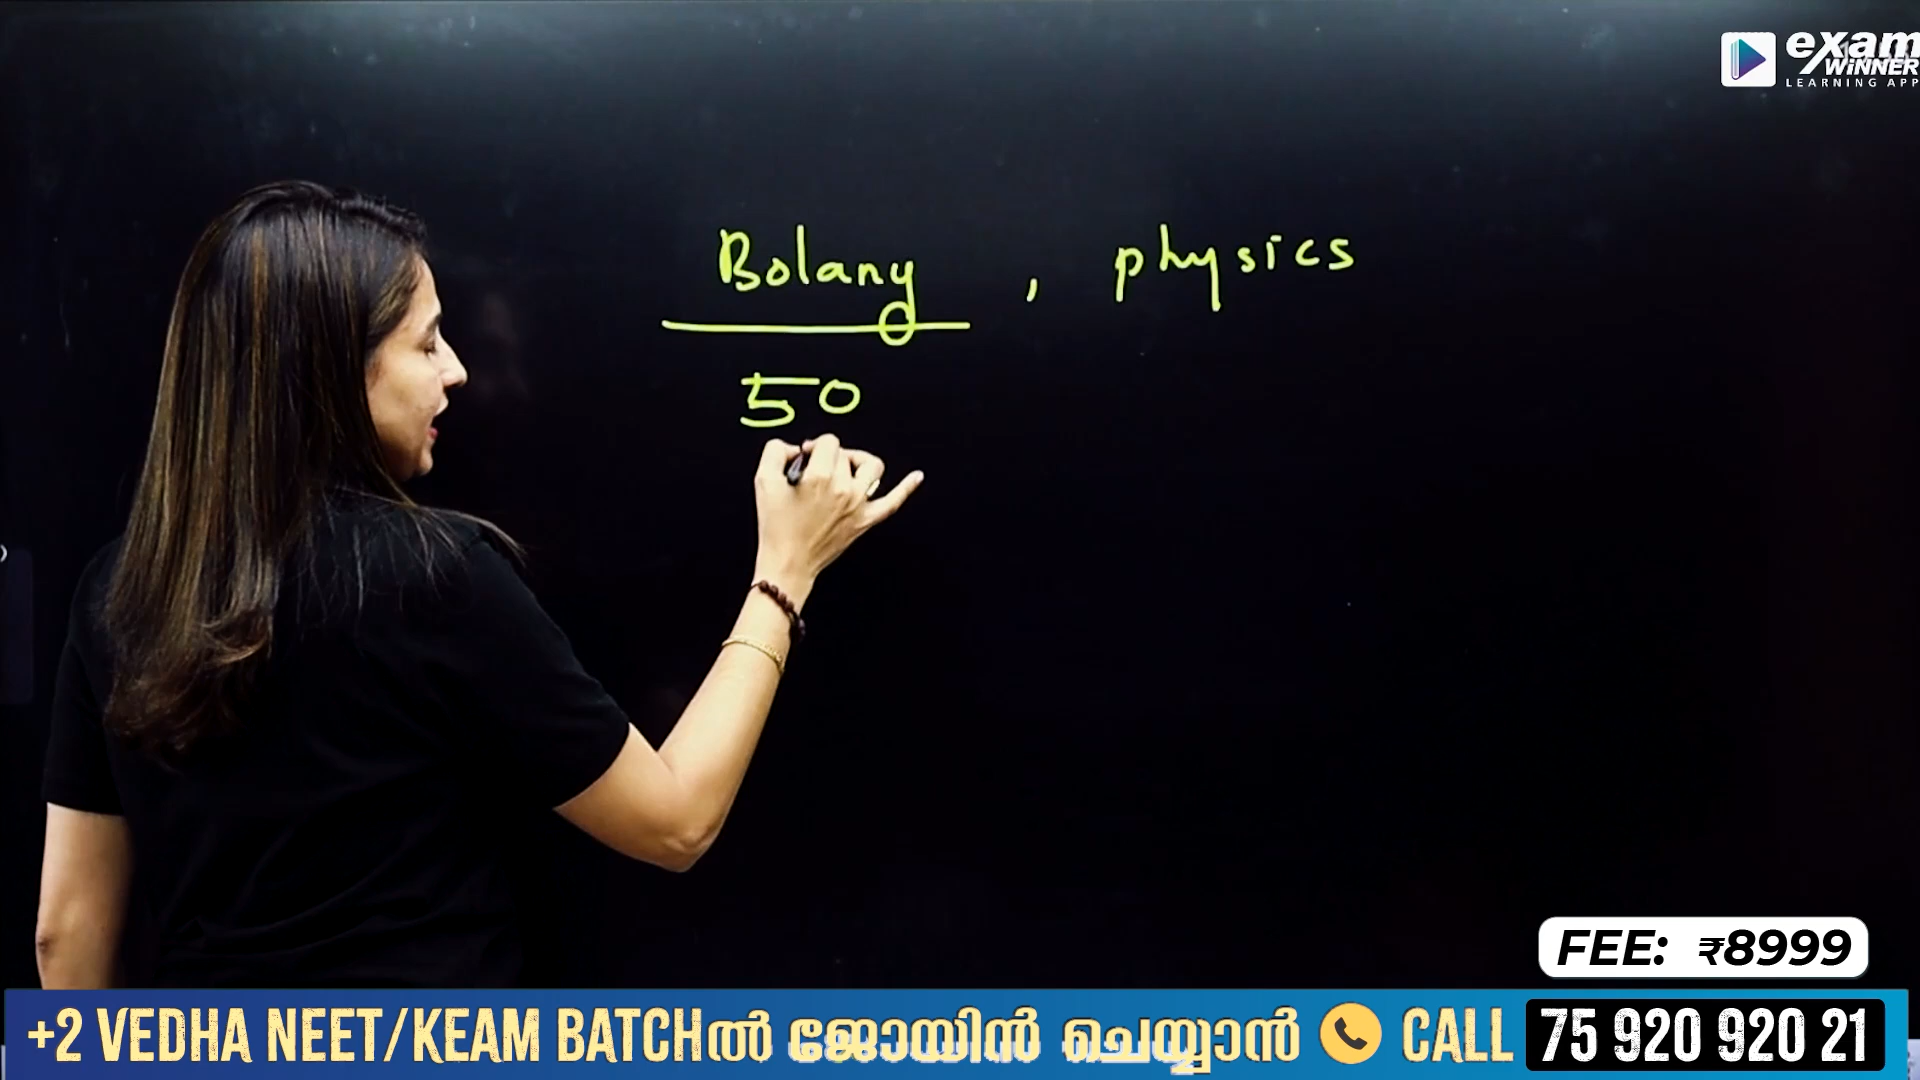 exam
WiNNER
LEARNING APP
Bolany , physics
50
FEE: ₹8999
+2 VEDHA NEET/KEAM BATCHൽ ജോയിൻ ചെയ്യാൻ CALL 75 920 920 21